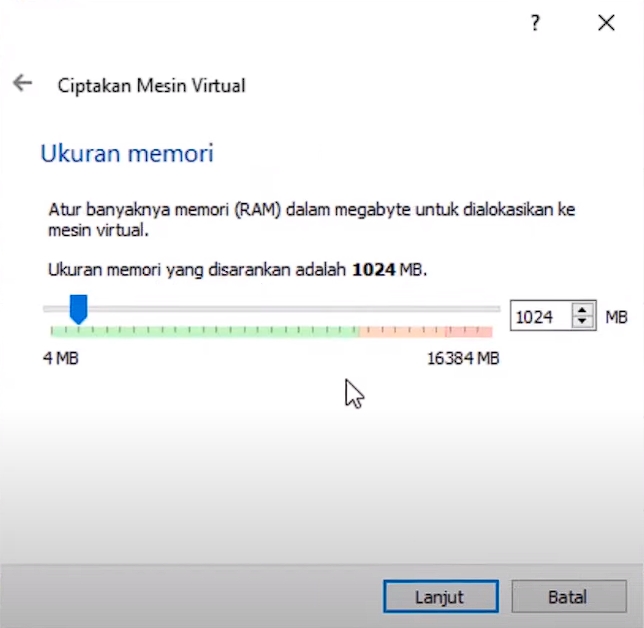 ?
Ciptakan Mesin Virtual
Ukuran memori
Atur banyaknya memori (RAM) dalam megabyte untuk dialokasikan ke
mesin virtual.
Ukuran memori yang disarankan adalah 1024 MB.
1024 MB
4 MB 16384 MB
Lanjut Batal